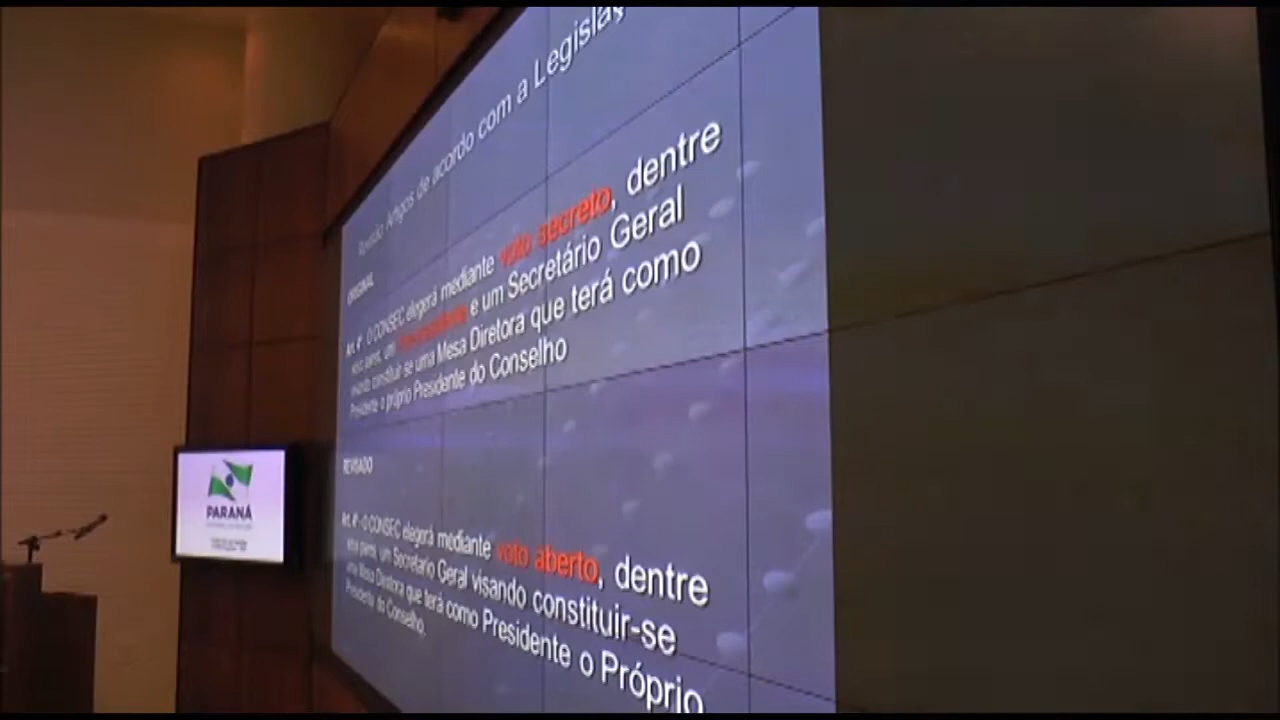 Revisão Artigos de acordo com a Legislaç
ORIGINAL
Art. 4º - O CONSEC elegerá mediante voto secreto, dentre
seus pares, um e um Secretário Geral
visando constituir-se uma Mesa Diretora que terá como
Presidente o próprio Presidente do Conselho
REVISADO
Art. 4º - O CONSEC elegerá mediante voto aberto, dentre
seus pares, um Secretario Geral visando constituir-se
uma Mesa Diretora que terá como Presidente o Próprio
Presidente do Conselho.
PARANÁ